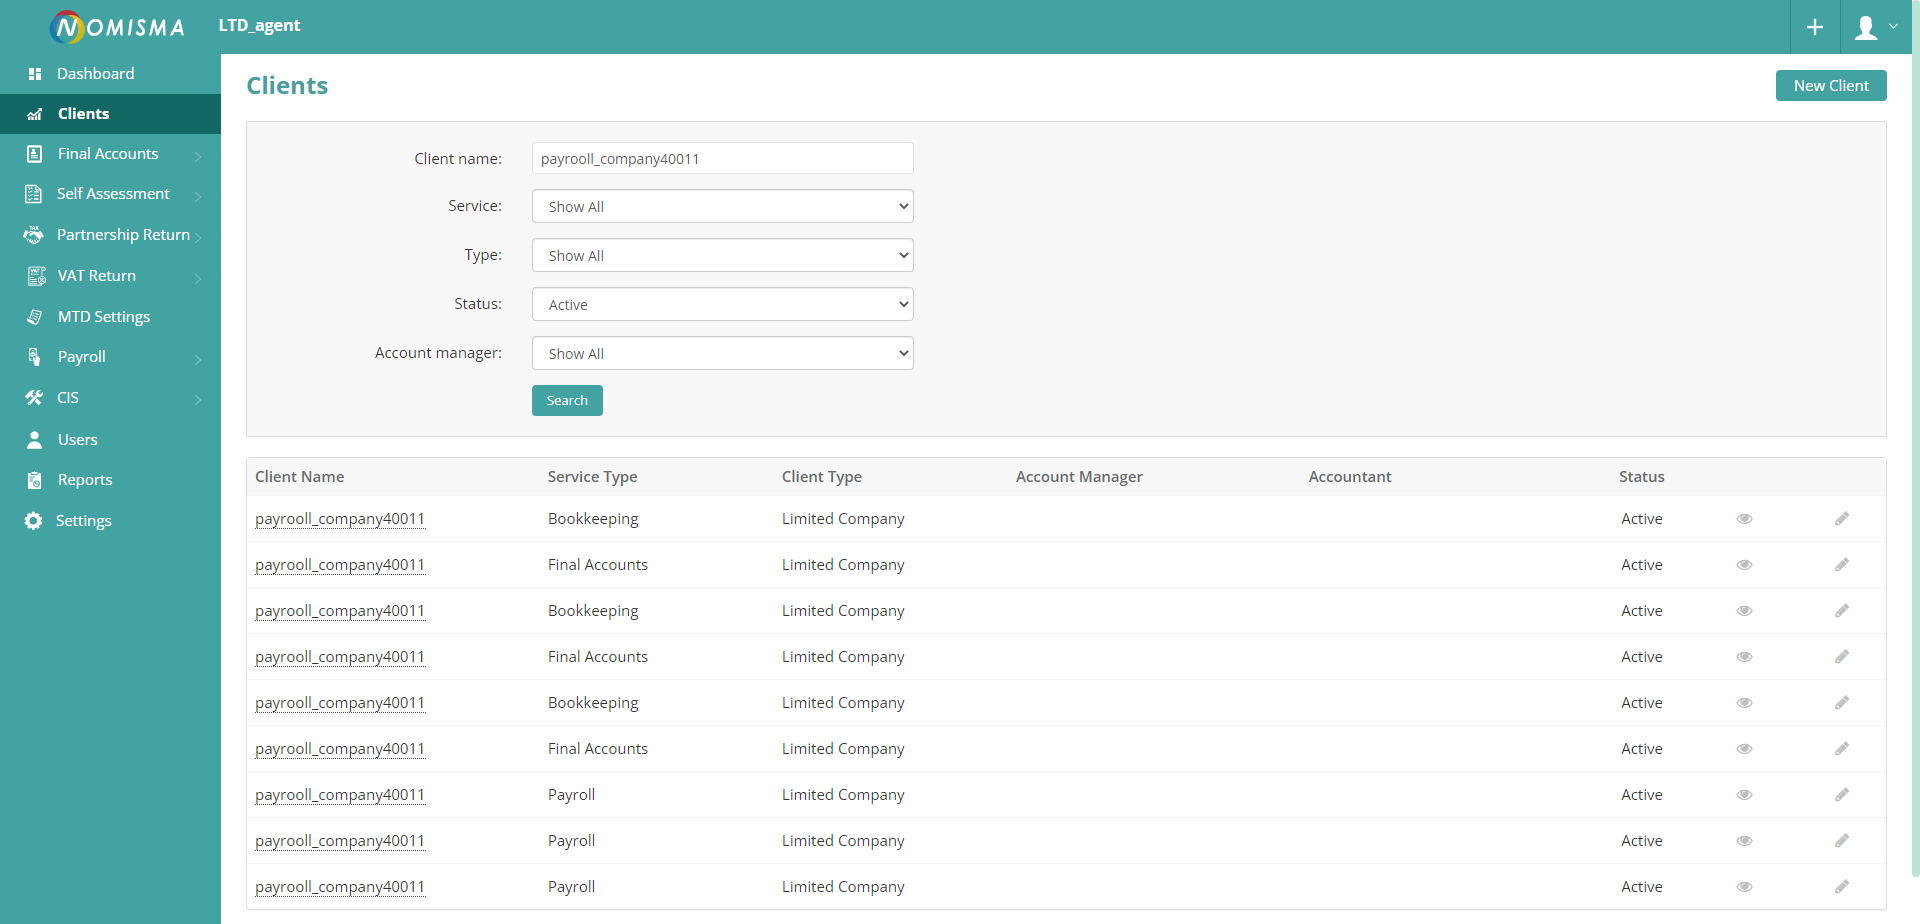 NOMISMA LTD_agent
Dashboard
Clients
Final Accounts
Self Assessment
Partnership Return
VAT Return
MTD Settings
Payroll
CIS
Users
Reports
Settings
Clients New Client
Client name: payrooll_company40011
Service: Show All
Type: Show All
Status: Active
Account manager: Show All
Search
Client Name Service Type Client Type Account Manager Accountant Status
payrooll_company40011 Bookkeeping Limited Company Active
payrooll_company40011 Final Accounts Limited Company Active
payrooll_company40011 Bookkeeping Limited Company Active
payrooll_company40011 Final Accounts Limited Company Active
payrooll_company40011 Bookkeeping Limited Company Active
payrooll_company40011 Final Accounts Limited Company Active
payrooll_company40011 Payroll Limited Company Active
payrooll_company40011 Payroll Limited Company Active
payrooll_company40011 Payroll Limited Company Active